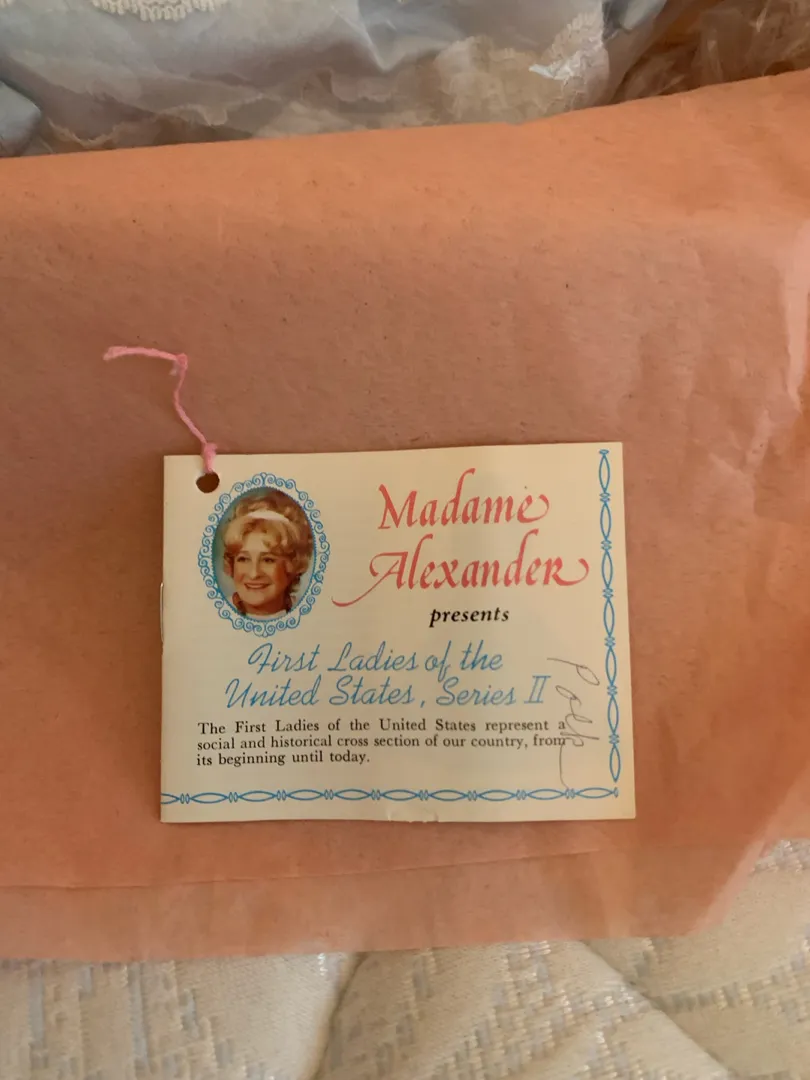 Madame
Alexander
presents
First Ladies of the
United States, Series II
The First Ladies of the United States represent a
social and historical cross section of our country, from
its beginning until today.
Polk